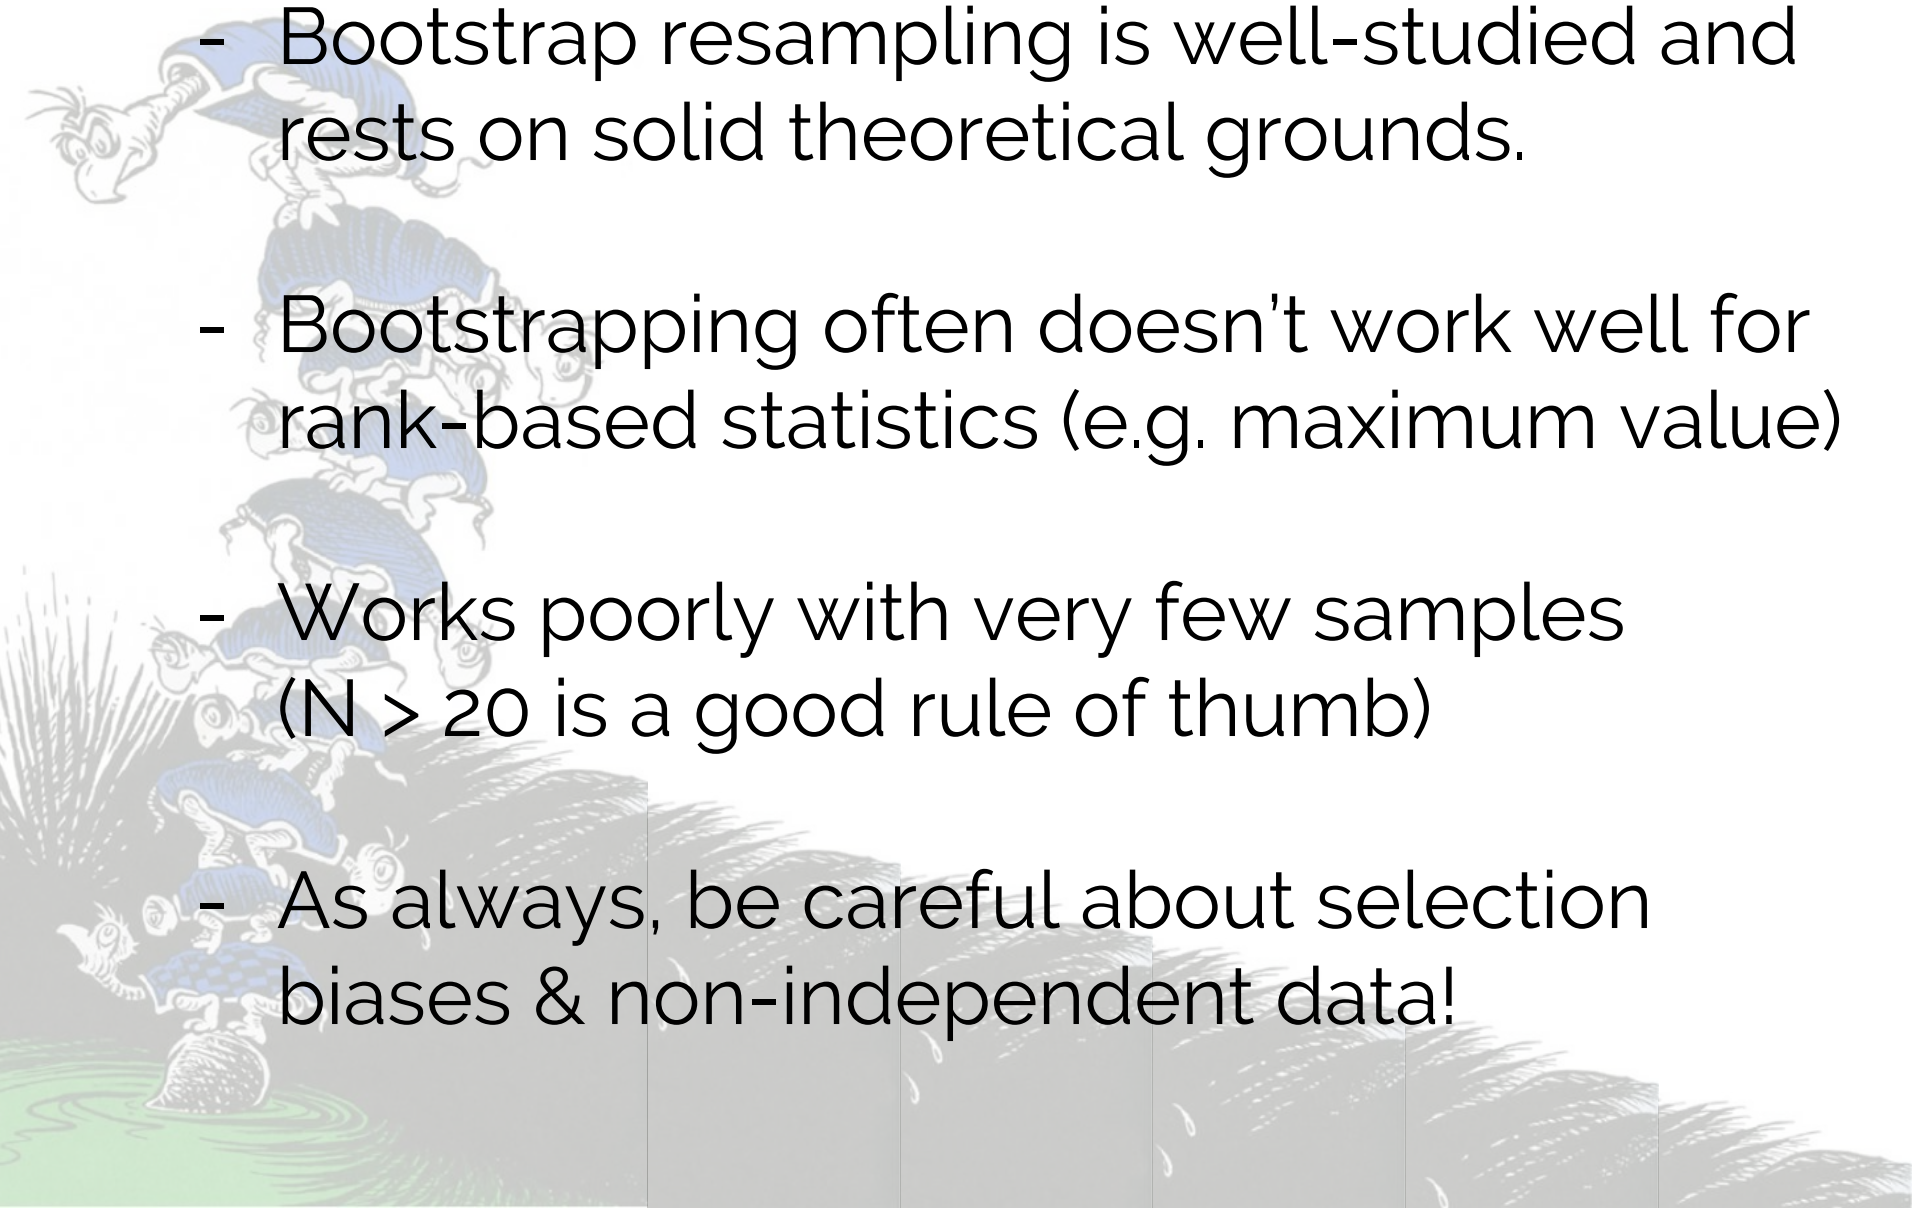 - Bootstrap resampling is well-studied and
rests on solid theoretical grounds.
- Bootstrapping often doesn’t work well for
rank-based statistics (e.g. maximum value)
- Works poorly with very few samples
(N > 20 is a good rule of thumb)
- As always, be careful about selection
biases & non-independent data!